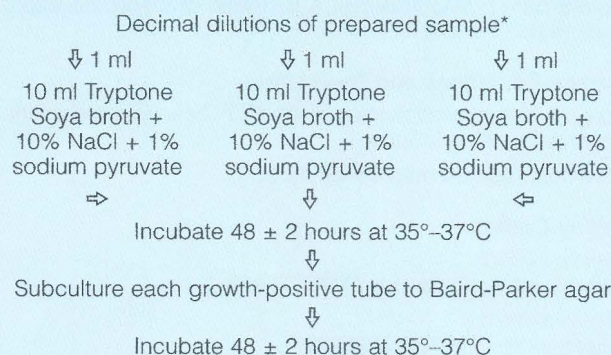 Decimal dilutions of prepared sample*
⇩ 1 ml ⇩ 1 ml ⇩ 1 ml
10 ml Tryptone 10 ml Tryptone 10 ml Tryptone
Soya broth + Soya broth + Soya broth +
10% NaCl + 1% 10% NaCl + 1% 10% NaCl + 1%
sodium pyruvate sodium pyruvate sodium pyruvate
⇨ ⇩ ⇦
Incubate 48 ± 2 hours at 35°–37°C
⇩
Subculture each growth-positive tube to Baird-Parker agar
⇩
Incubate 48 ± 2 hours at 35°–37°C